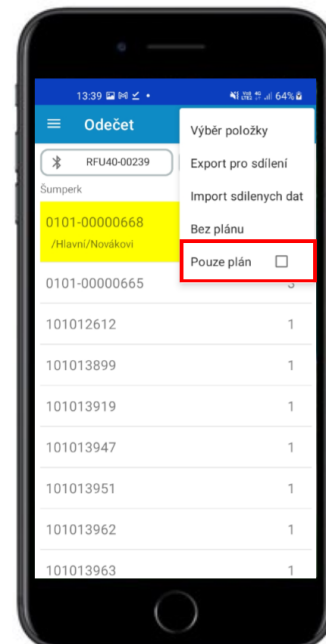 13:39 64%
Odečet
Výběr položky
RFU40-00239
Export pro sdílení
Šumperk
Import sdilenych dat
0101-00000668
/Hlavní/Novákovi
Bez plánu
Pouze plán
0101-00000665 3
101012612 1
101013899 1
101013919 1
101013947 1
101013951 1
101013962 1
101013963 1